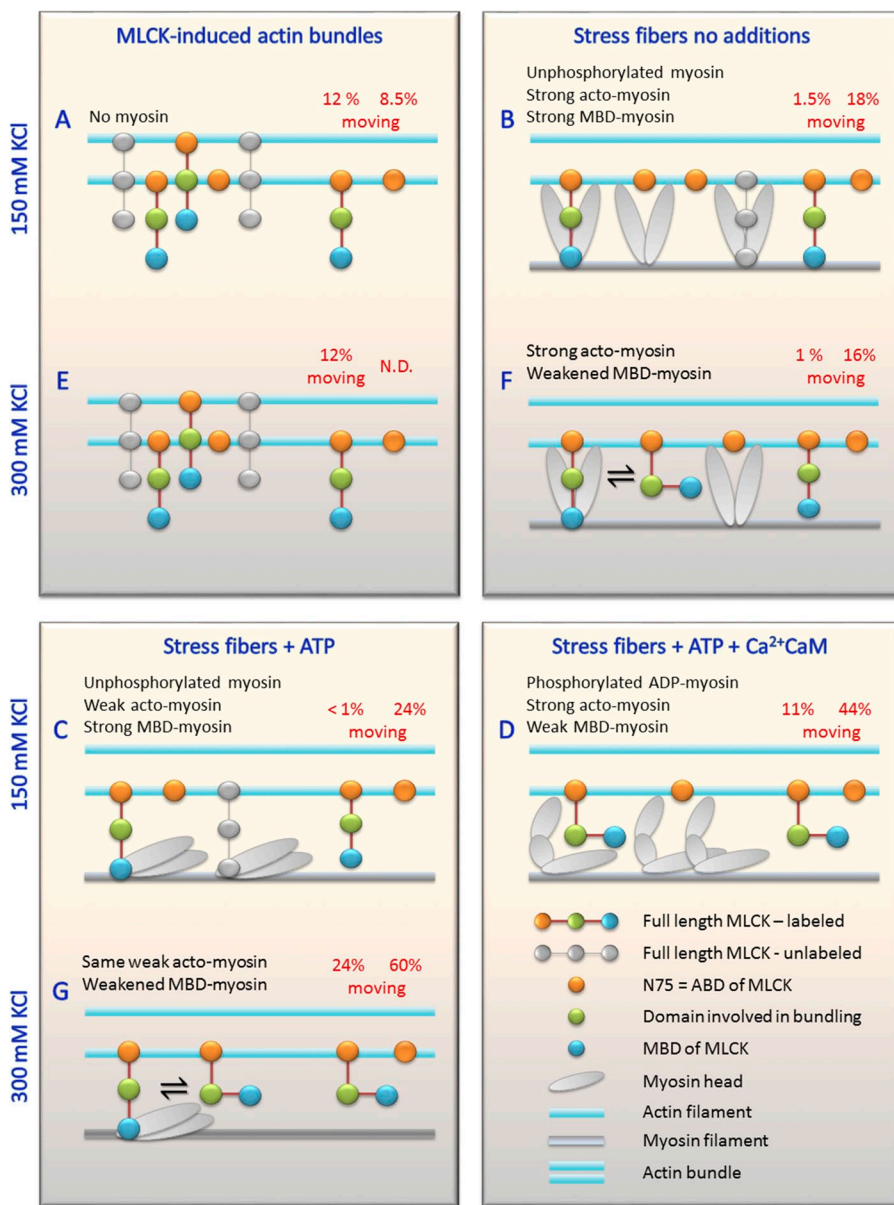 MLCK-induced actin bundles
150 mM KCl
A
No myosin
12 % 8.5%
moving
300 mM KCl
E
12%
moving
N.D.
Stress fibers no additions
Unphosphorylated myosin
Strong acto-myosin
Strong MBD-myosin
B
1.5% 18%
moving
Strong acto-myosin
Weakened MBD-myosin
F
1 % 16%
moving
Stress fibers + ATP
150 mM KCl
Unphosphorylated myosin
Weak acto-myosin
Strong MBD-myosin
C
< 1% 24%
moving
300 mM KCl
Same weak acto-myosin
Weakened MBD-myosin
G
24% 60%
moving
Stress fibers + ATP + Ca²⁺CaM
Phosphorylated ADP-myosin
Strong acto-myosin
Weak MBD-myosin
D
11% 44%
moving
Full length MLCK – labeled
Full length MLCK - unlabeled
N75 = ABD of MLCK
Domain involved in bundling
MBD of MLCK
Myosin head
Actin filament
Myosin filament
Actin bundle